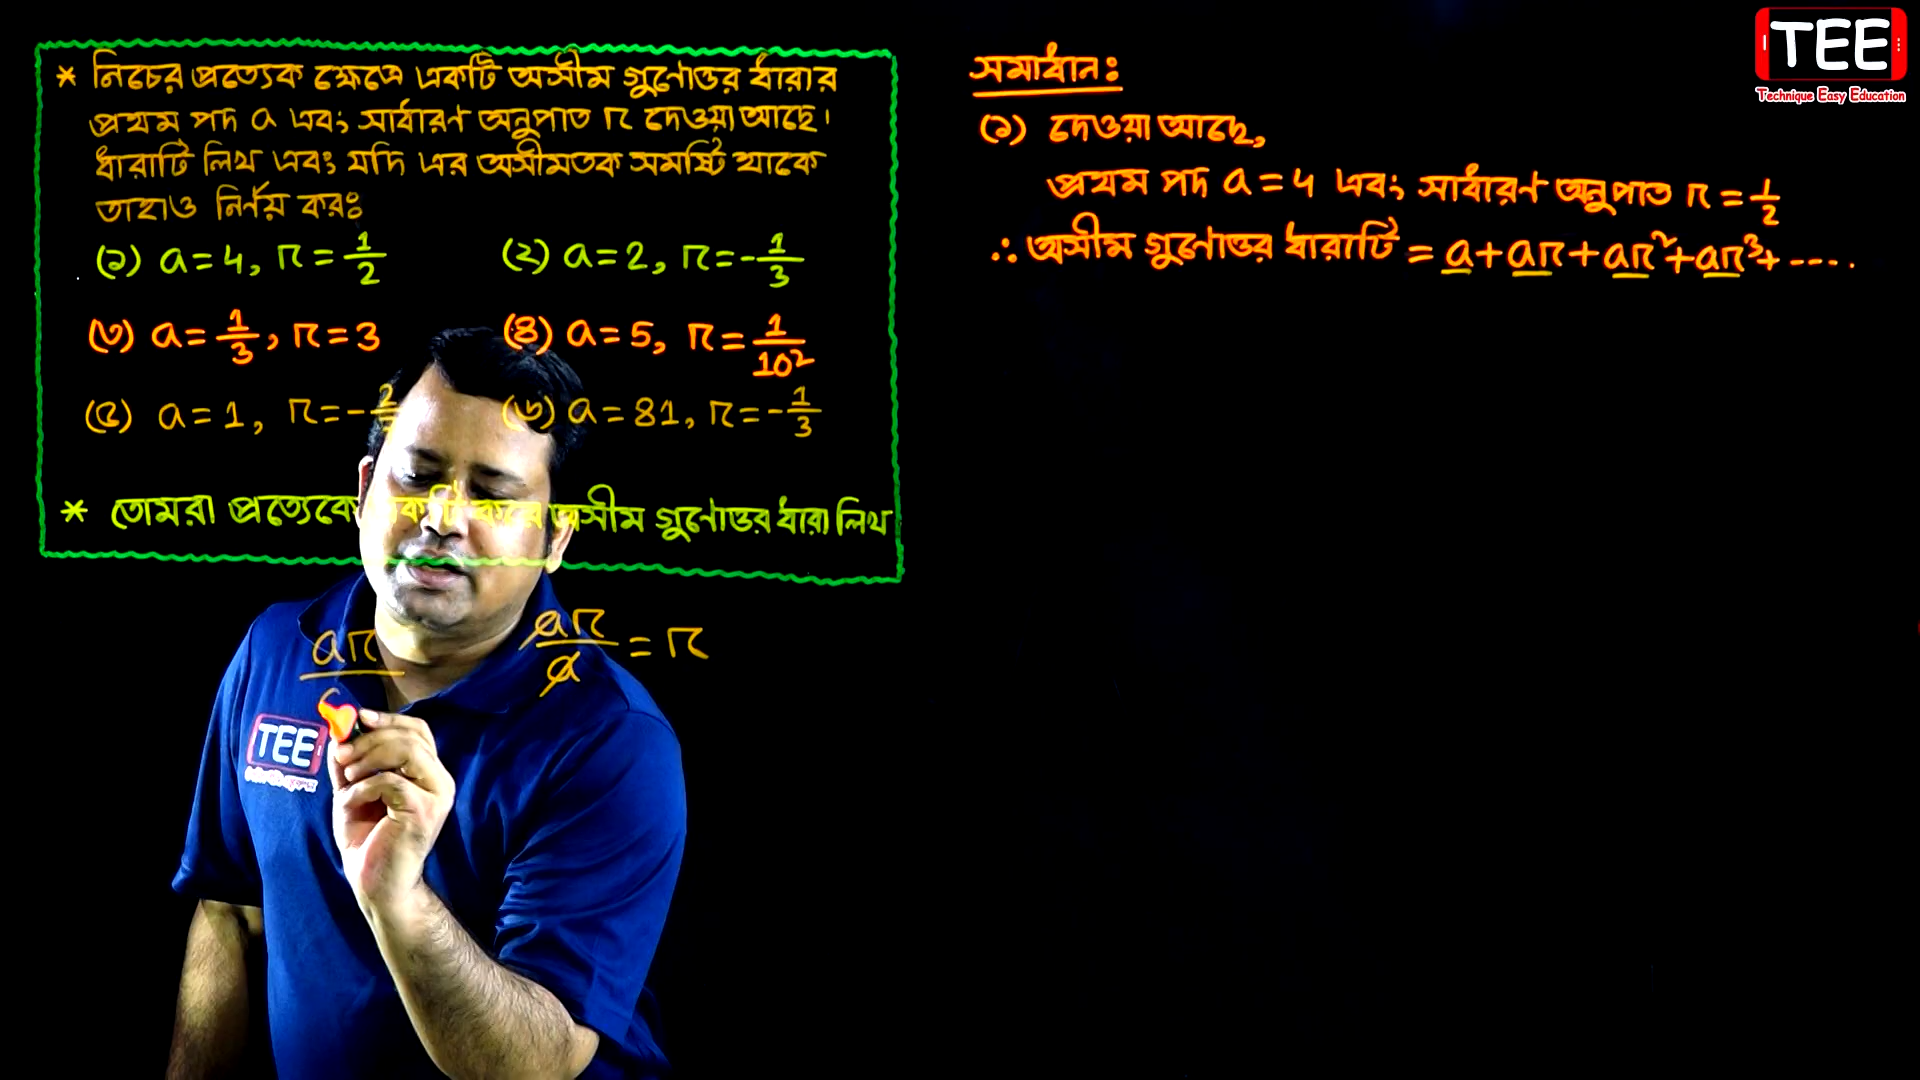 * নিচের প্রত্যেক ক্ষেত্রে একটি অসীম গুণোত্তর ধারার
প্রথম পদ a এবং সাধারণ অনুপাত r দেওয়া আছে।
ধারাটি লিখ এবং যদি এর অসীমতক সমষ্টি থাকে
তাহাও নির্ণয় করঃ
(১) a = 4, r = 1/2 (২) a = 2, r = -1/3
(৩) a = 1/3, r = 3 (৪) a = 5, r = 1/10²
(৫) a = 1, r = - (৬) a = 81, r = -1/3
* তোমরা প্রত্যেকে একটি করে অসীম গুণোত্তর ধারা লিখ
ar ar/a = r
সমাধানঃ
(১) দেওয়া আছে,
প্রথম পদ a = 4 এবং সাধারণ অনুপাত r = 1/2
∴ অসীম গুণোত্তর ধারাটি = a + ar + ar² + ar³ + ....
TEE
Technique Easy Education
TEE